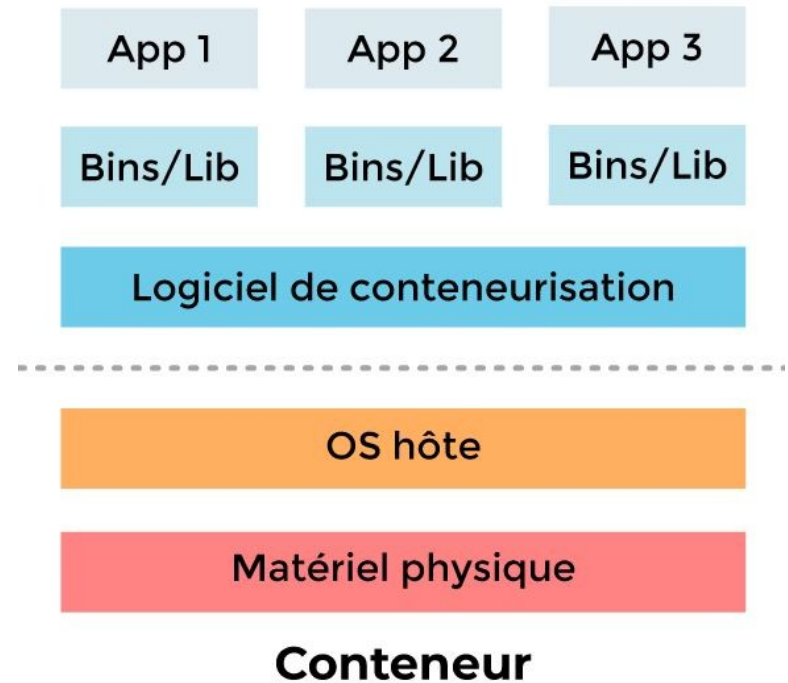 App 1 App 2 App 3
Bins/Lib Bins/Lib Bins/Lib
Logiciel de conteneurisation
OS hôte
Matériel physique
Conteneur